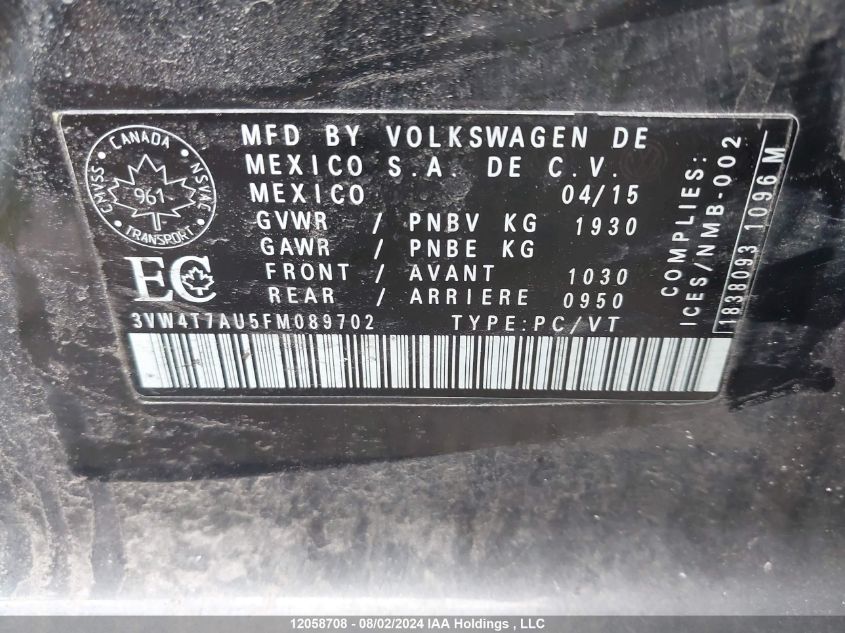 CANADA
CMVSS
NSVAC
961
TRANSPORT
EC
MFD BY VOLKSWAGEN DE
MEXICO S.A. DE C.V.
MEXICO 04/15
GVWR / PNBV KG 1930
GAWR / PNBE KG
FRONT / AVANT 1030
REAR / ARRIERE 0950
3VW4T7AU5FM089702 TYPE:PC/VT
COMPLIES:
ICES/NMB-002
1838093 1096M
12058708 - 08/02/2024 IAA Holdings , LLC